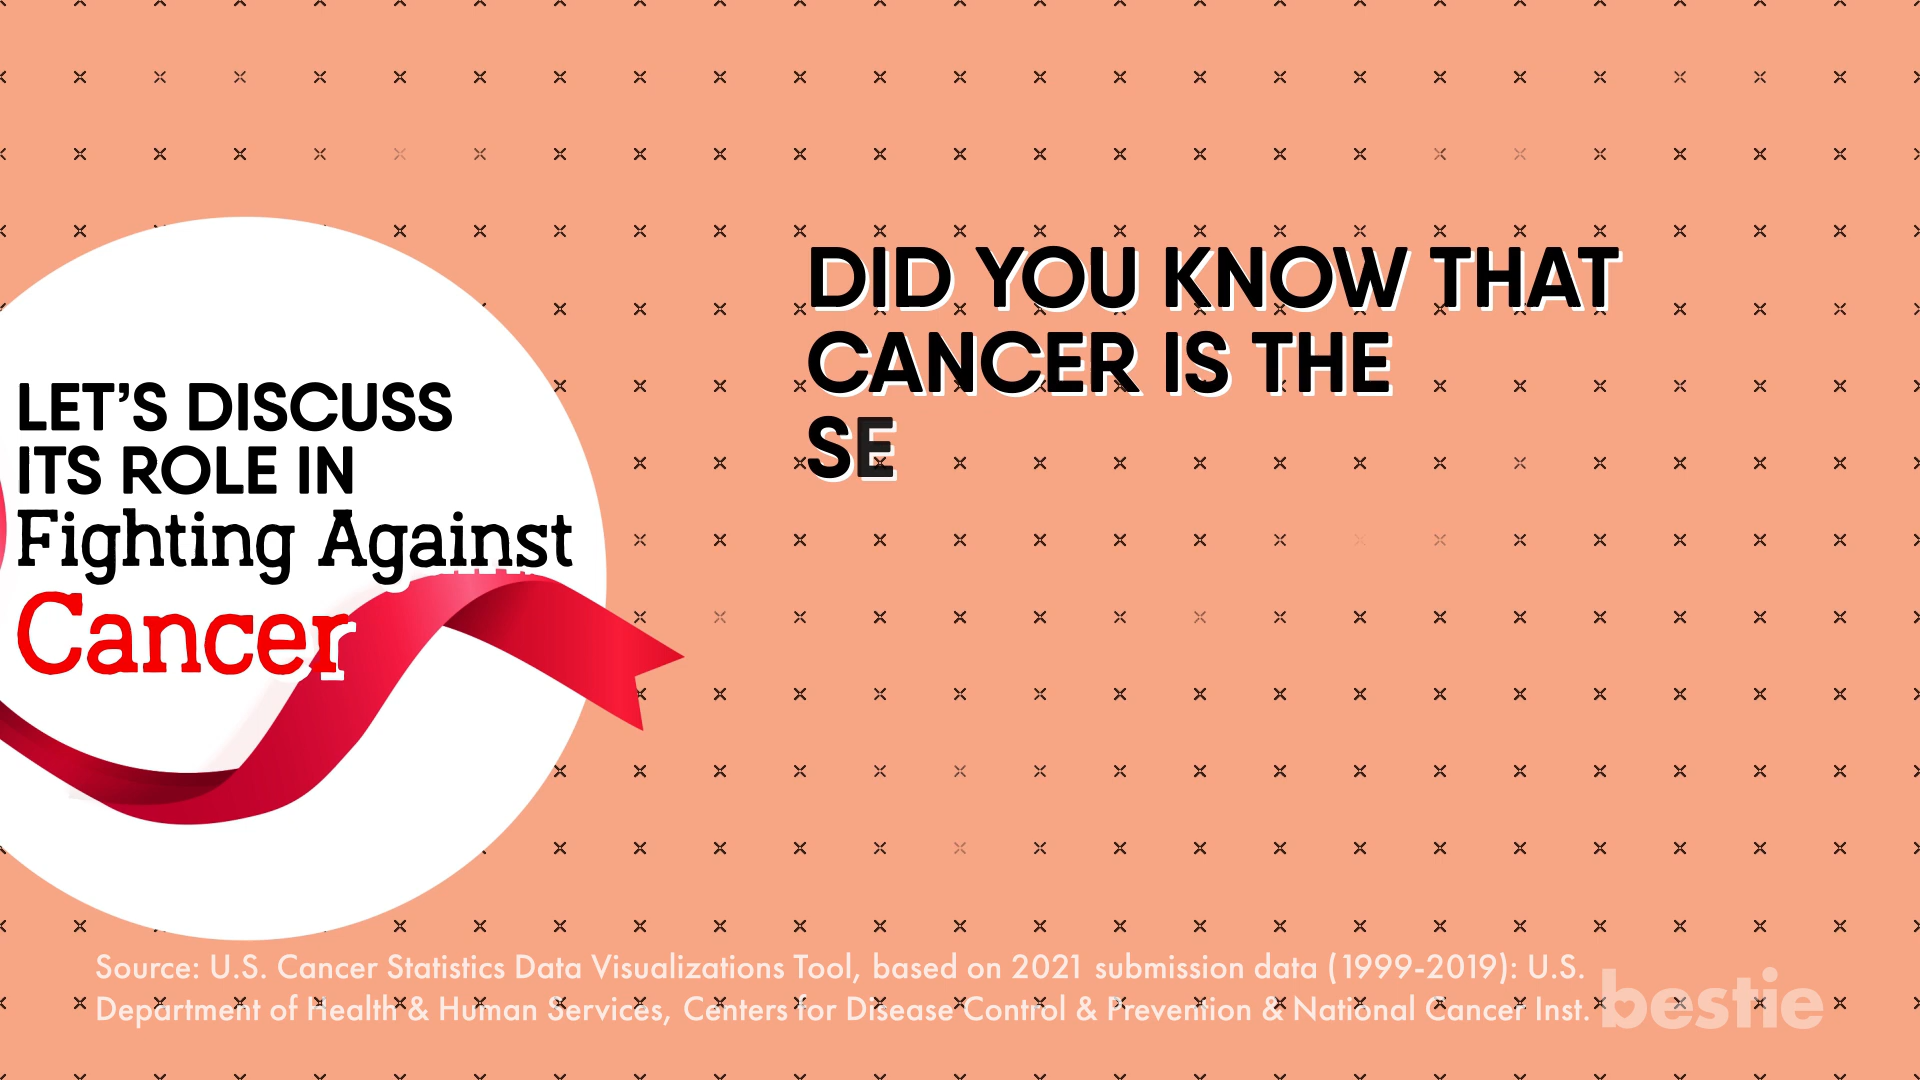 LET'S DISCUSS
ITS ROLE IN
Fighting Against
Cancer
DID YOU KNOW THAT
CANCER IS THE
SE
Source: U.S. Cancer Statistics Data Visualizations Tool, based on 2021 submission data (1999-2019): U.S.
Department of Health & Human Services, Centers for Disease Control & Prevention & National Cancer Inst.
bestie